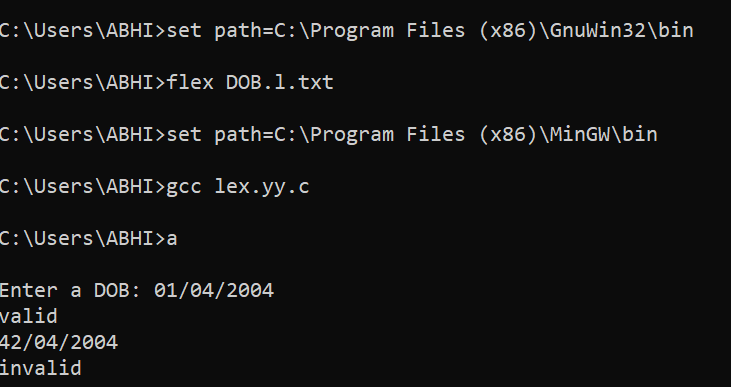 C:\Users\ABHI>set path=C:\Program Files (x86)\GnuWin32\bin
C:\Users\ABHI>flex DOB.l.txt
C:\Users\ABHI>set path=C:\Program Files (x86)\MinGW\bin
C:\Users\ABHI>gcc lex.yy.c
C:\Users\ABHI>a
Enter a DOB: 01/04/2004
valid
42/04/2004
invalid